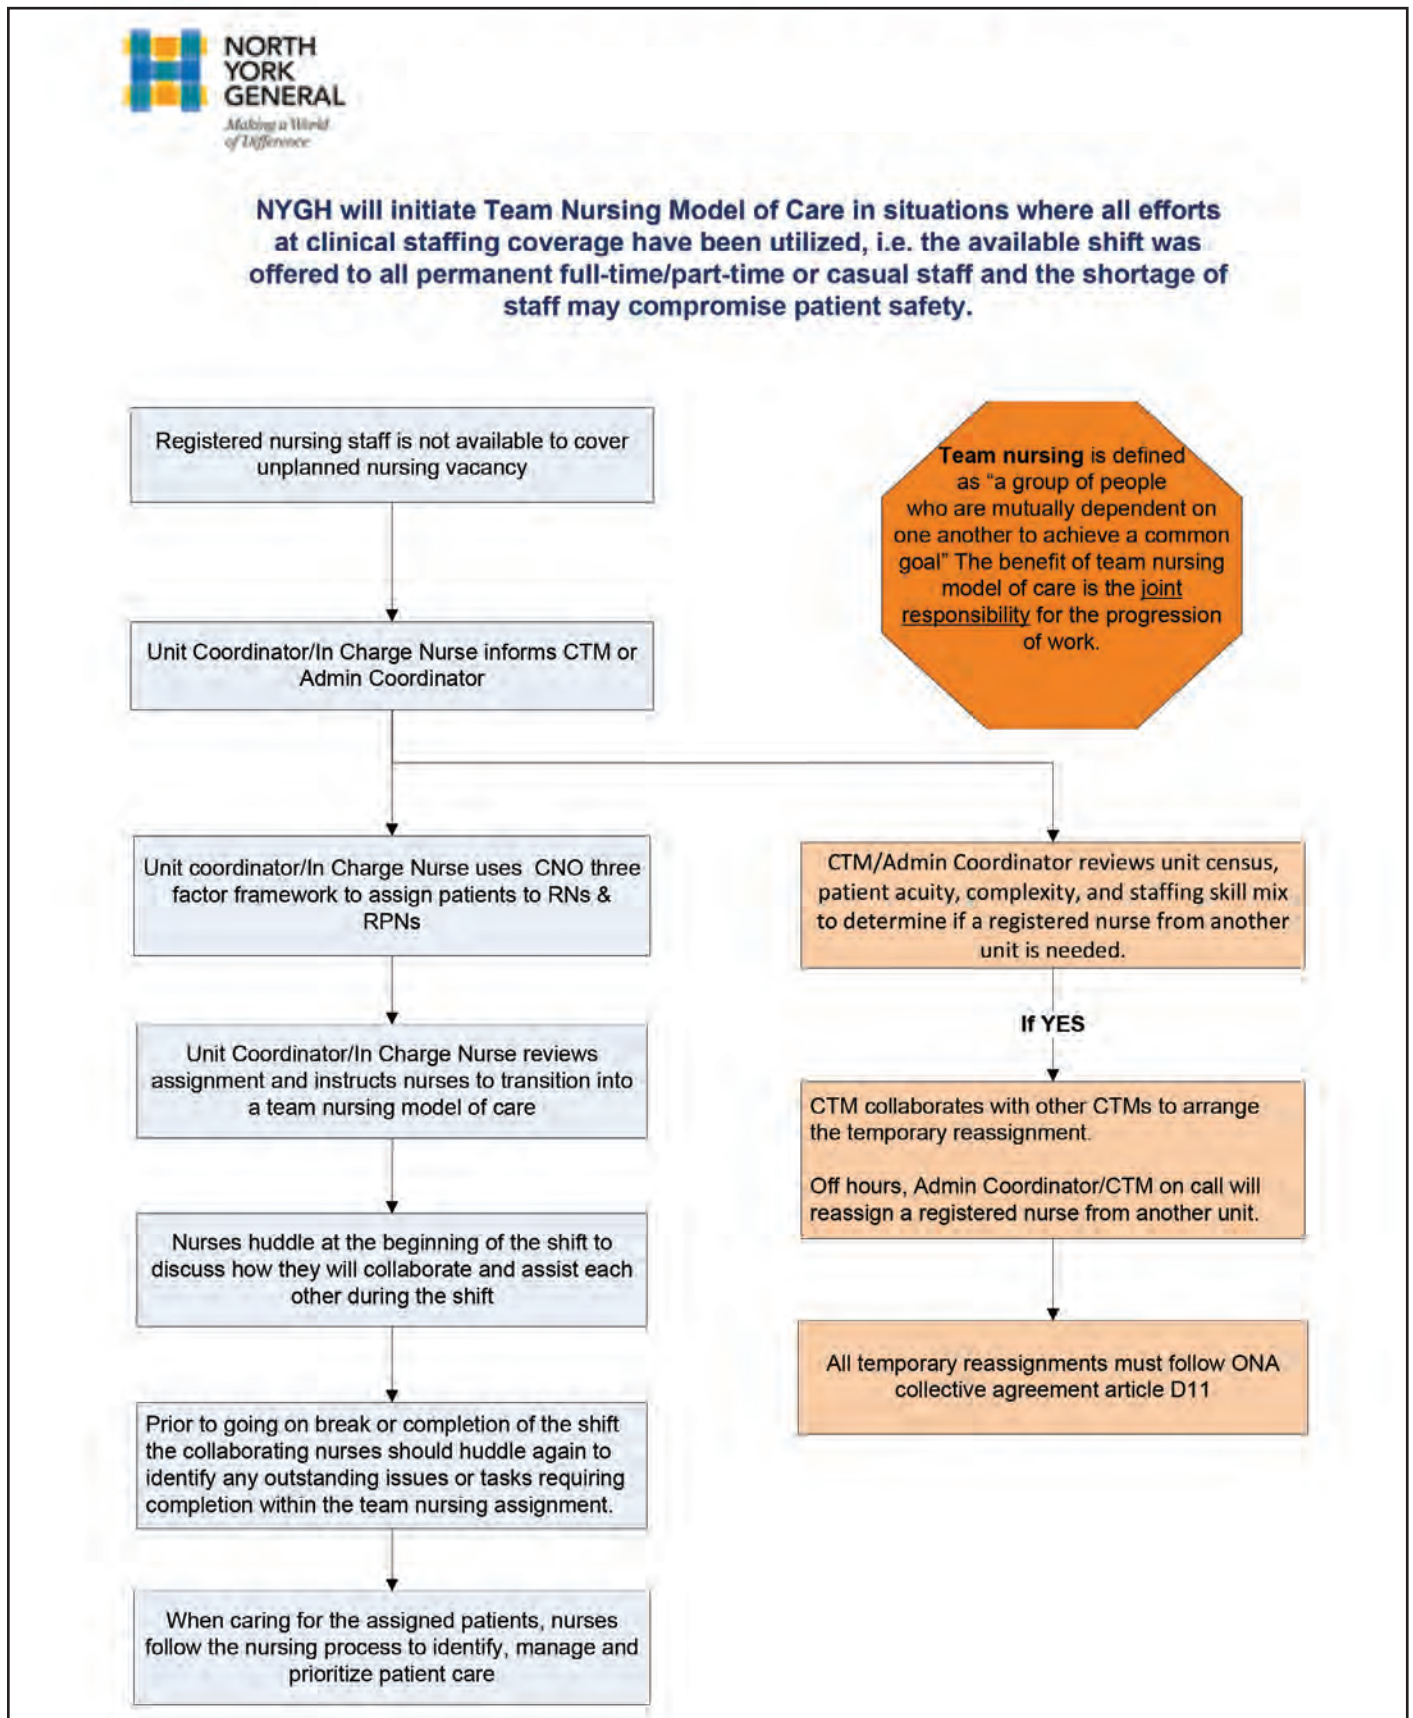 NORTH
YORK
GENERAL
Making a World
of Difference
NYGH will initiate Team Nursing Model of Care in situations where all efforts
at clinical staffing coverage have been utilized, i.e. the available shift was
offered to all permanent full-time/part-time or casual staff and the shortage of
staff may compromise patient safety.
Registered nursing staff is not available to cover
unplanned nursing vacancy
Team nursing is defined
as “a group of people
who are mutually dependent on
one another to achieve a common
goal” The benefit of team nursing
model of care is the joint
responsibility for the progression
of work.
Unit Coordinator/In Charge Nurse informs CTM or
Admin Coordinator
Unit coordinator/In Charge Nurse uses CNO three
factor framework to assign patients to RNs &
RPNs
Unit Coordinator/In Charge Nurse reviews
assignment and instructs nurses to transition into
a team nursing model of care
Nurses huddle at the beginning of the shift to
discuss how they will collaborate and assist each
other during the shift
Prior to going on break or completion of the shift
the collaborating nurses should huddle again to
identify any outstanding issues or tasks requiring
completion within the team nursing assignment.
When caring for the assigned patients, nurses
follow the nursing process to identify, manage and
prioritize patient care
CTM/Admin Coordinator reviews unit census,
patient acuity, complexity, and staffing skill mix
to determine if a registered nurse from another
unit is needed.
If YES
CTM collaborates with other CTMs to arrange
the temporary reassignment.
Off hours, Admin Coordinator/CTM on call will
reassign a registered nurse from another unit.
All temporary reassignments must follow ONA
collective agreement article D11